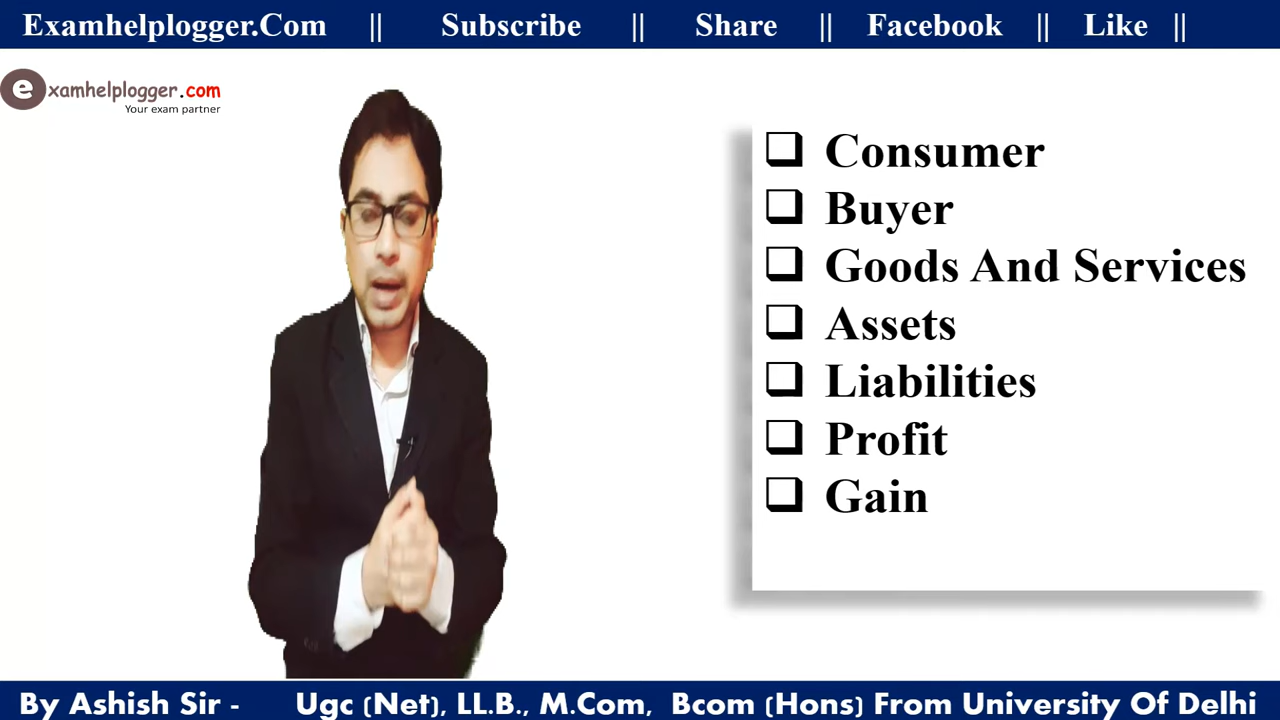 Examhelplogger.Com || Subscribe || Share || Facebook || Like ||
examhelplogger.com
Your exam partner
Consumer
Buyer
Goods And Services
Assets
Liabilities
Profit
Gain
By Ashish Sir - Ugc (Net), LL.B., M.Com, Bcom (Hons) From University Of Delhi